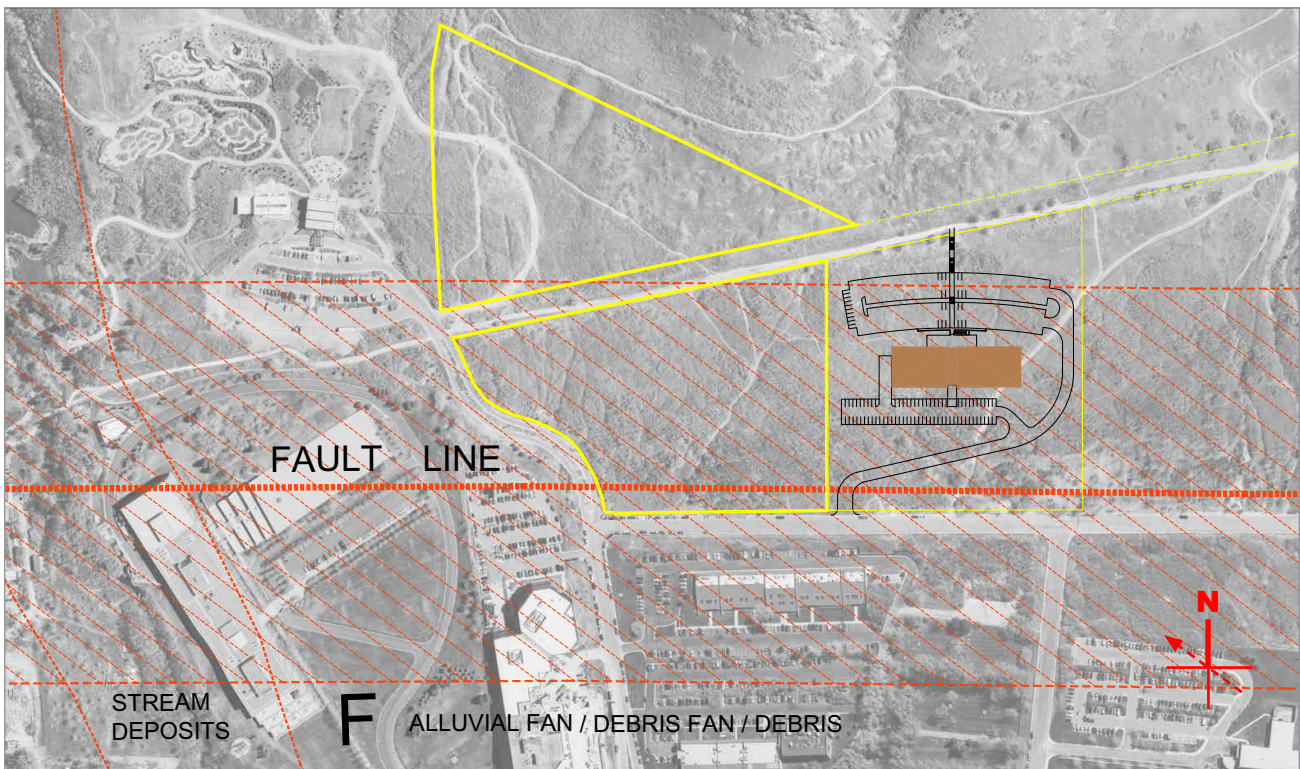 FAULT LINE
N
STREAM
DEPOSITS
F
ALLUVIAL FAN / DEBRIS FAN / DEBRIS